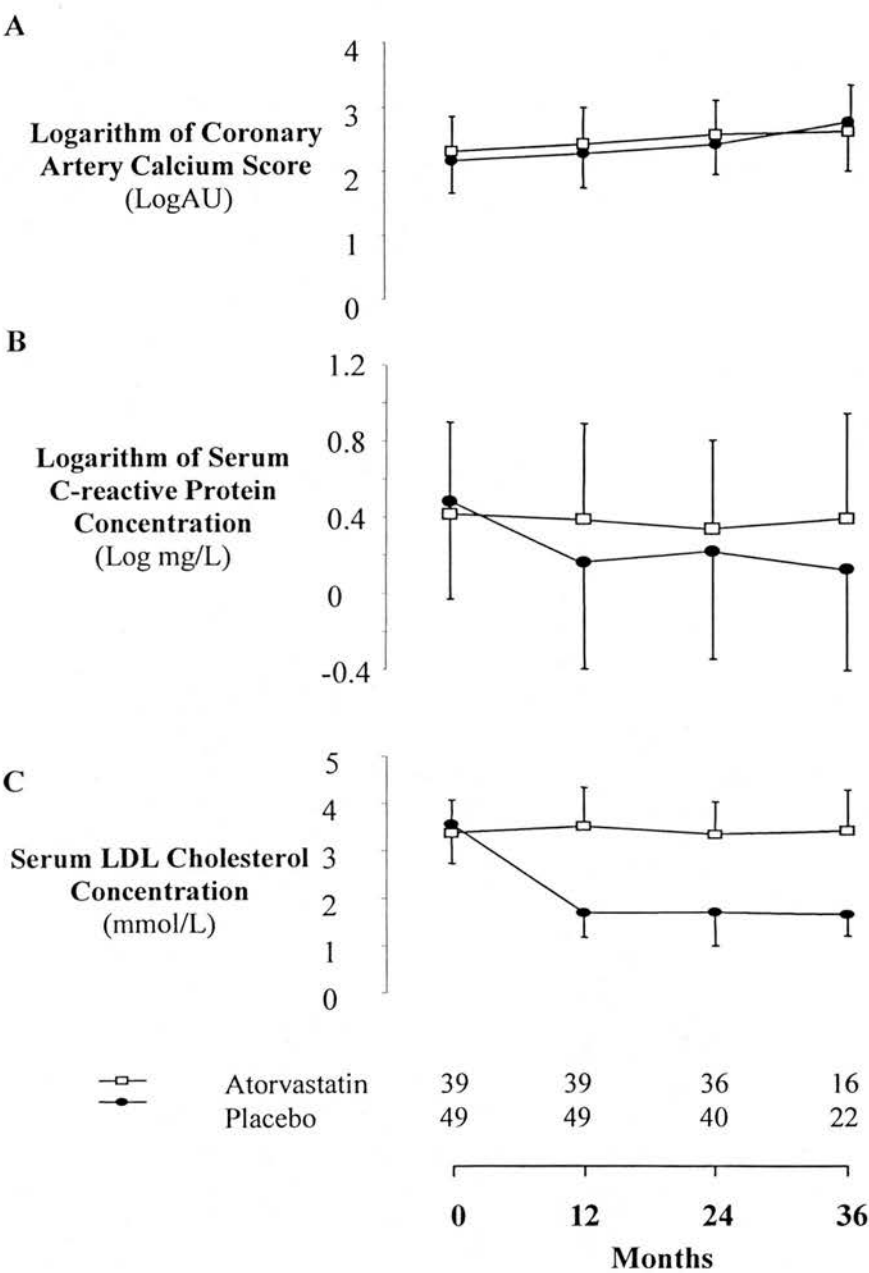 A
4
3
2
1
0
Logarithm of Coronary
Artery Calcium Score
(LogAU)
B
1.2
0.8
0.4
0
-0.4
Logarithm of Serum
C-reactive Protein
Concentration
(Log mg/L)
C
5
4
3
2
1
0
Serum LDL Cholesterol
Concentration
(mmol/L)
Atorvastatin 39 39 36 16
Placebo 49 49 40 22
0 12 24 36
Months